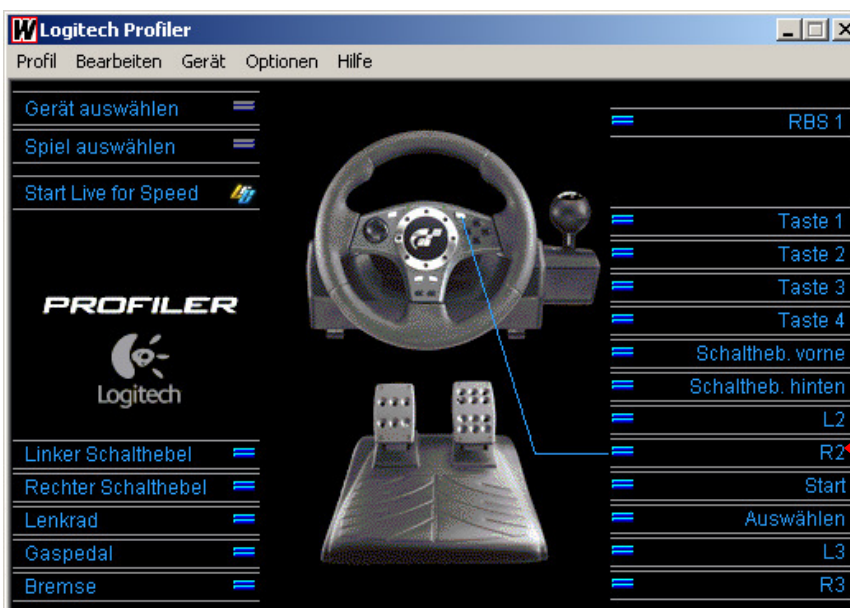 Logitech Profiler
Profil Bearbeiten Gerät Optionen Hilfe
Gerät auswählen
Spiel auswählen
Start Live for Speed
PROFILER
Logitech
Linker Schalthebel
Rechter Schalthebel
Lenkrad
Gaspedal
Bremse
RBS 1
Taste 1
Taste 2
Taste 3
Taste 4
Schaltheb. vorne
Schaltheb. hinten
L2
R2
Start
Auswählen
L3
R3